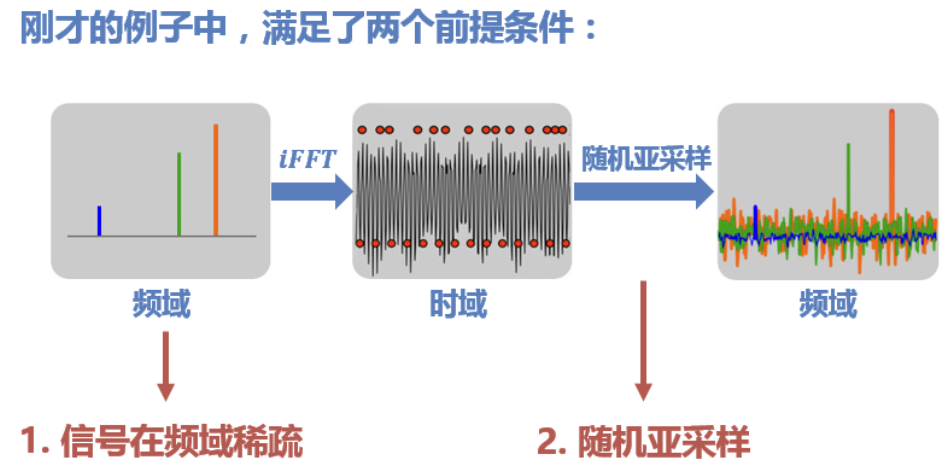 刚才的例子中，满足了两个前提条件：
iFFT
随机亚采样
频域
时域
频域
1. 信号在频域稀疏
2. 随机亚采样